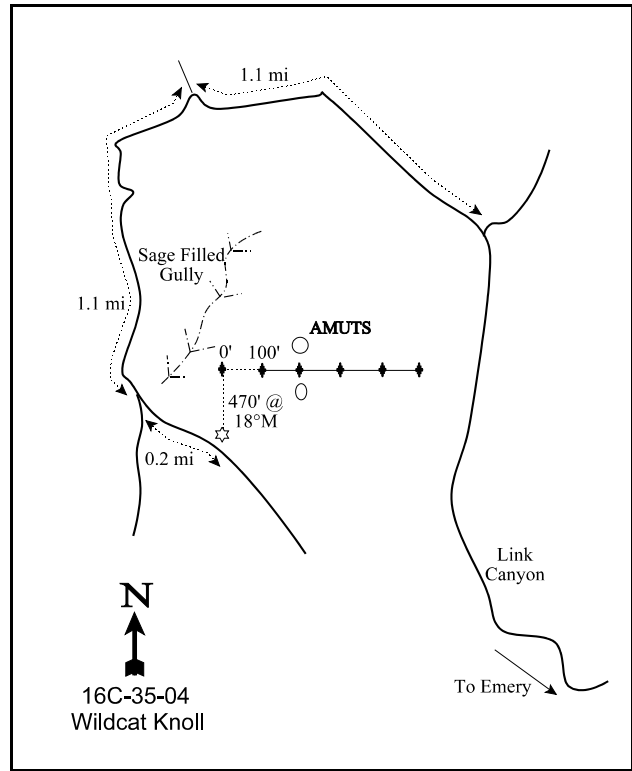 1.1 mi
Sage Filled
Gully
1.1 mi
AMUTS
0' 100'
470' @
18°M
0.2 mi
Link
Canyon
N
To Emery
16C-35-04
Wildcat Knoll